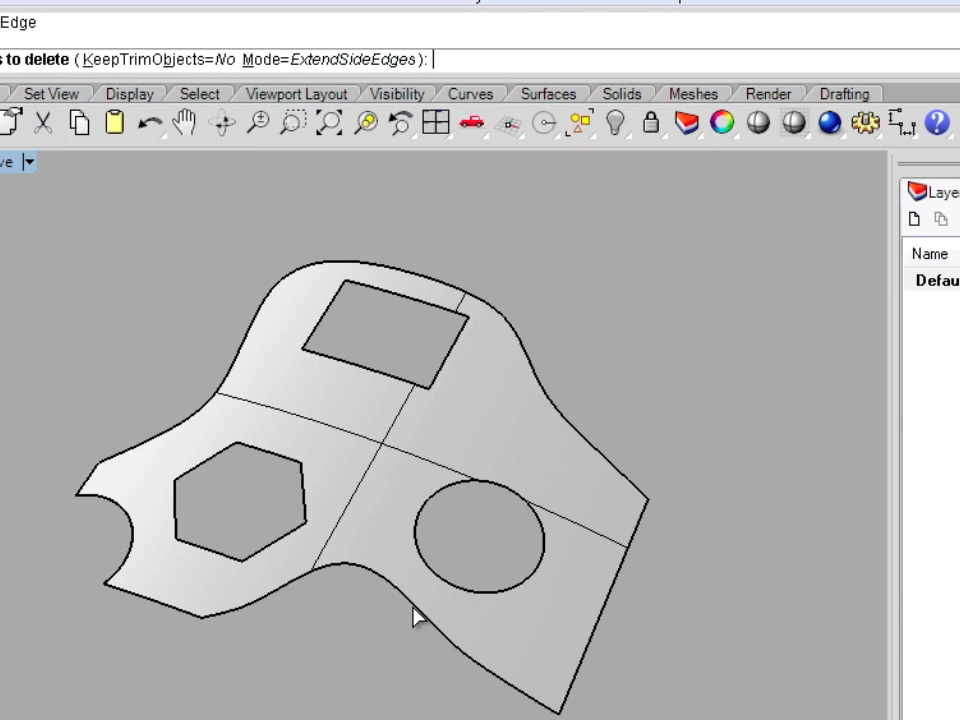 Edge
s to delete ( KeepTrimObjects=No Mode=ExtendSideEdges ):
Set View Display Select Viewport Layout Visibility Curves Surfaces Solids Meshes Render Drafting
ve
Laye
Name
Defau